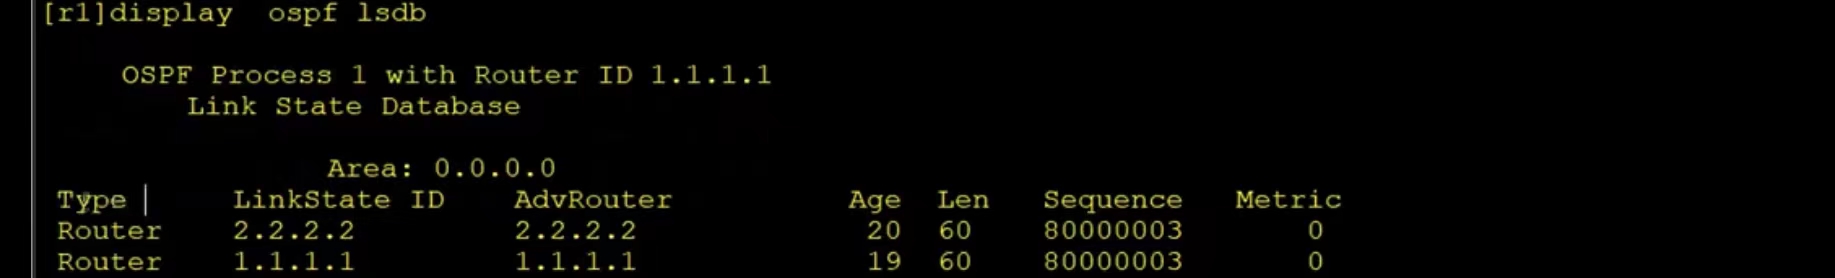 [r1]display ospf lsdb
OSPF Process 1 with Router ID 1.1.1.1
Link State Database
Area: 0.0.0.0
Type LinkState ID AdvRouter Age Len Sequence Metric
Router 2.2.2.2 2.2.2.2 20 60 80000003 0
Router 1.1.1.1 1.1.1.1 19 60 80000003 0